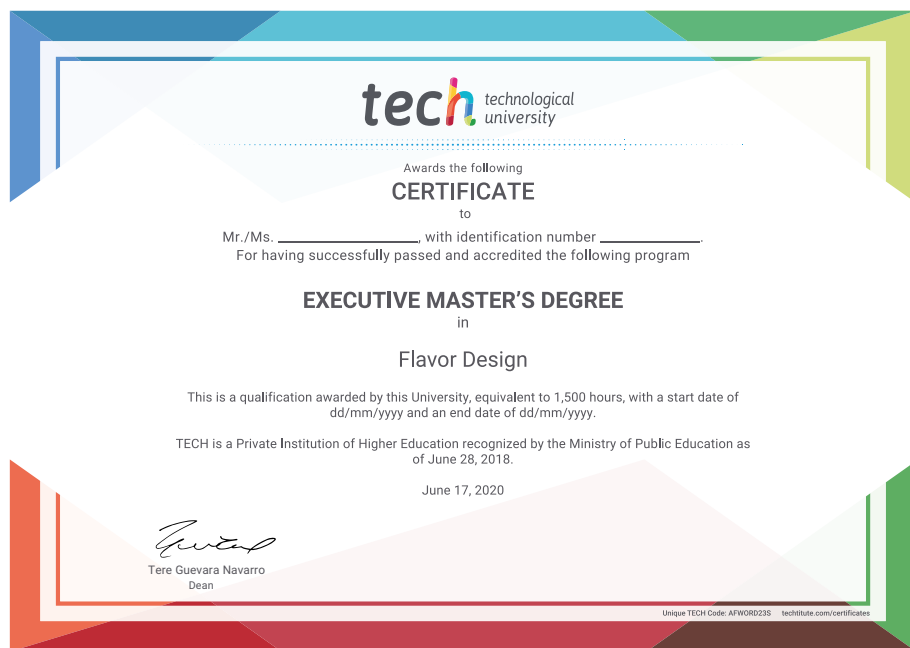 tech technological
university
Awards the following
CERTIFICATE
to
Mr./Ms. ____________________, with identification number ______________.
For having successfully passed and accredited the following program
EXECUTIVE MASTER'S DEGREE
in
Flavor Design
This is a qualification awarded by this University, equivalent to 1,500 hours, with a start date of
dd/mm/yyyy and an end date of dd/mm/yyyy.
TECH is a Private Institution of Higher Education recognized by the Ministry of Public Education as
of June 28, 2018.
June 17, 2020
Tere Guevara Navarro
Dean
Unique TECH Code: AFWORD23S techtitute.com/certificates